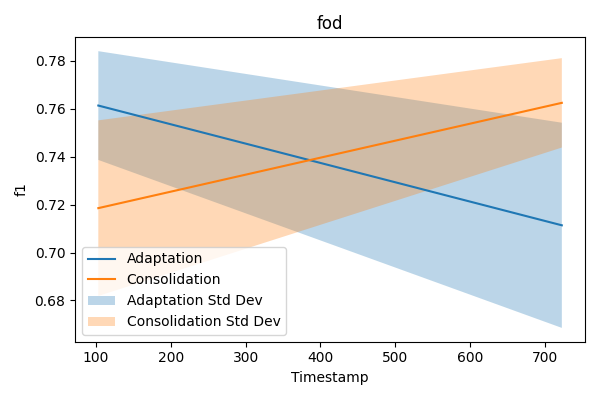 fod
0.78
0.76
0.74
0.72
0.70
0.68
f1
Adaptation
Consolidation
Adaptation Std Dev
Consolidation Std Dev
100 200 300 400 500 600 700
Timestamp